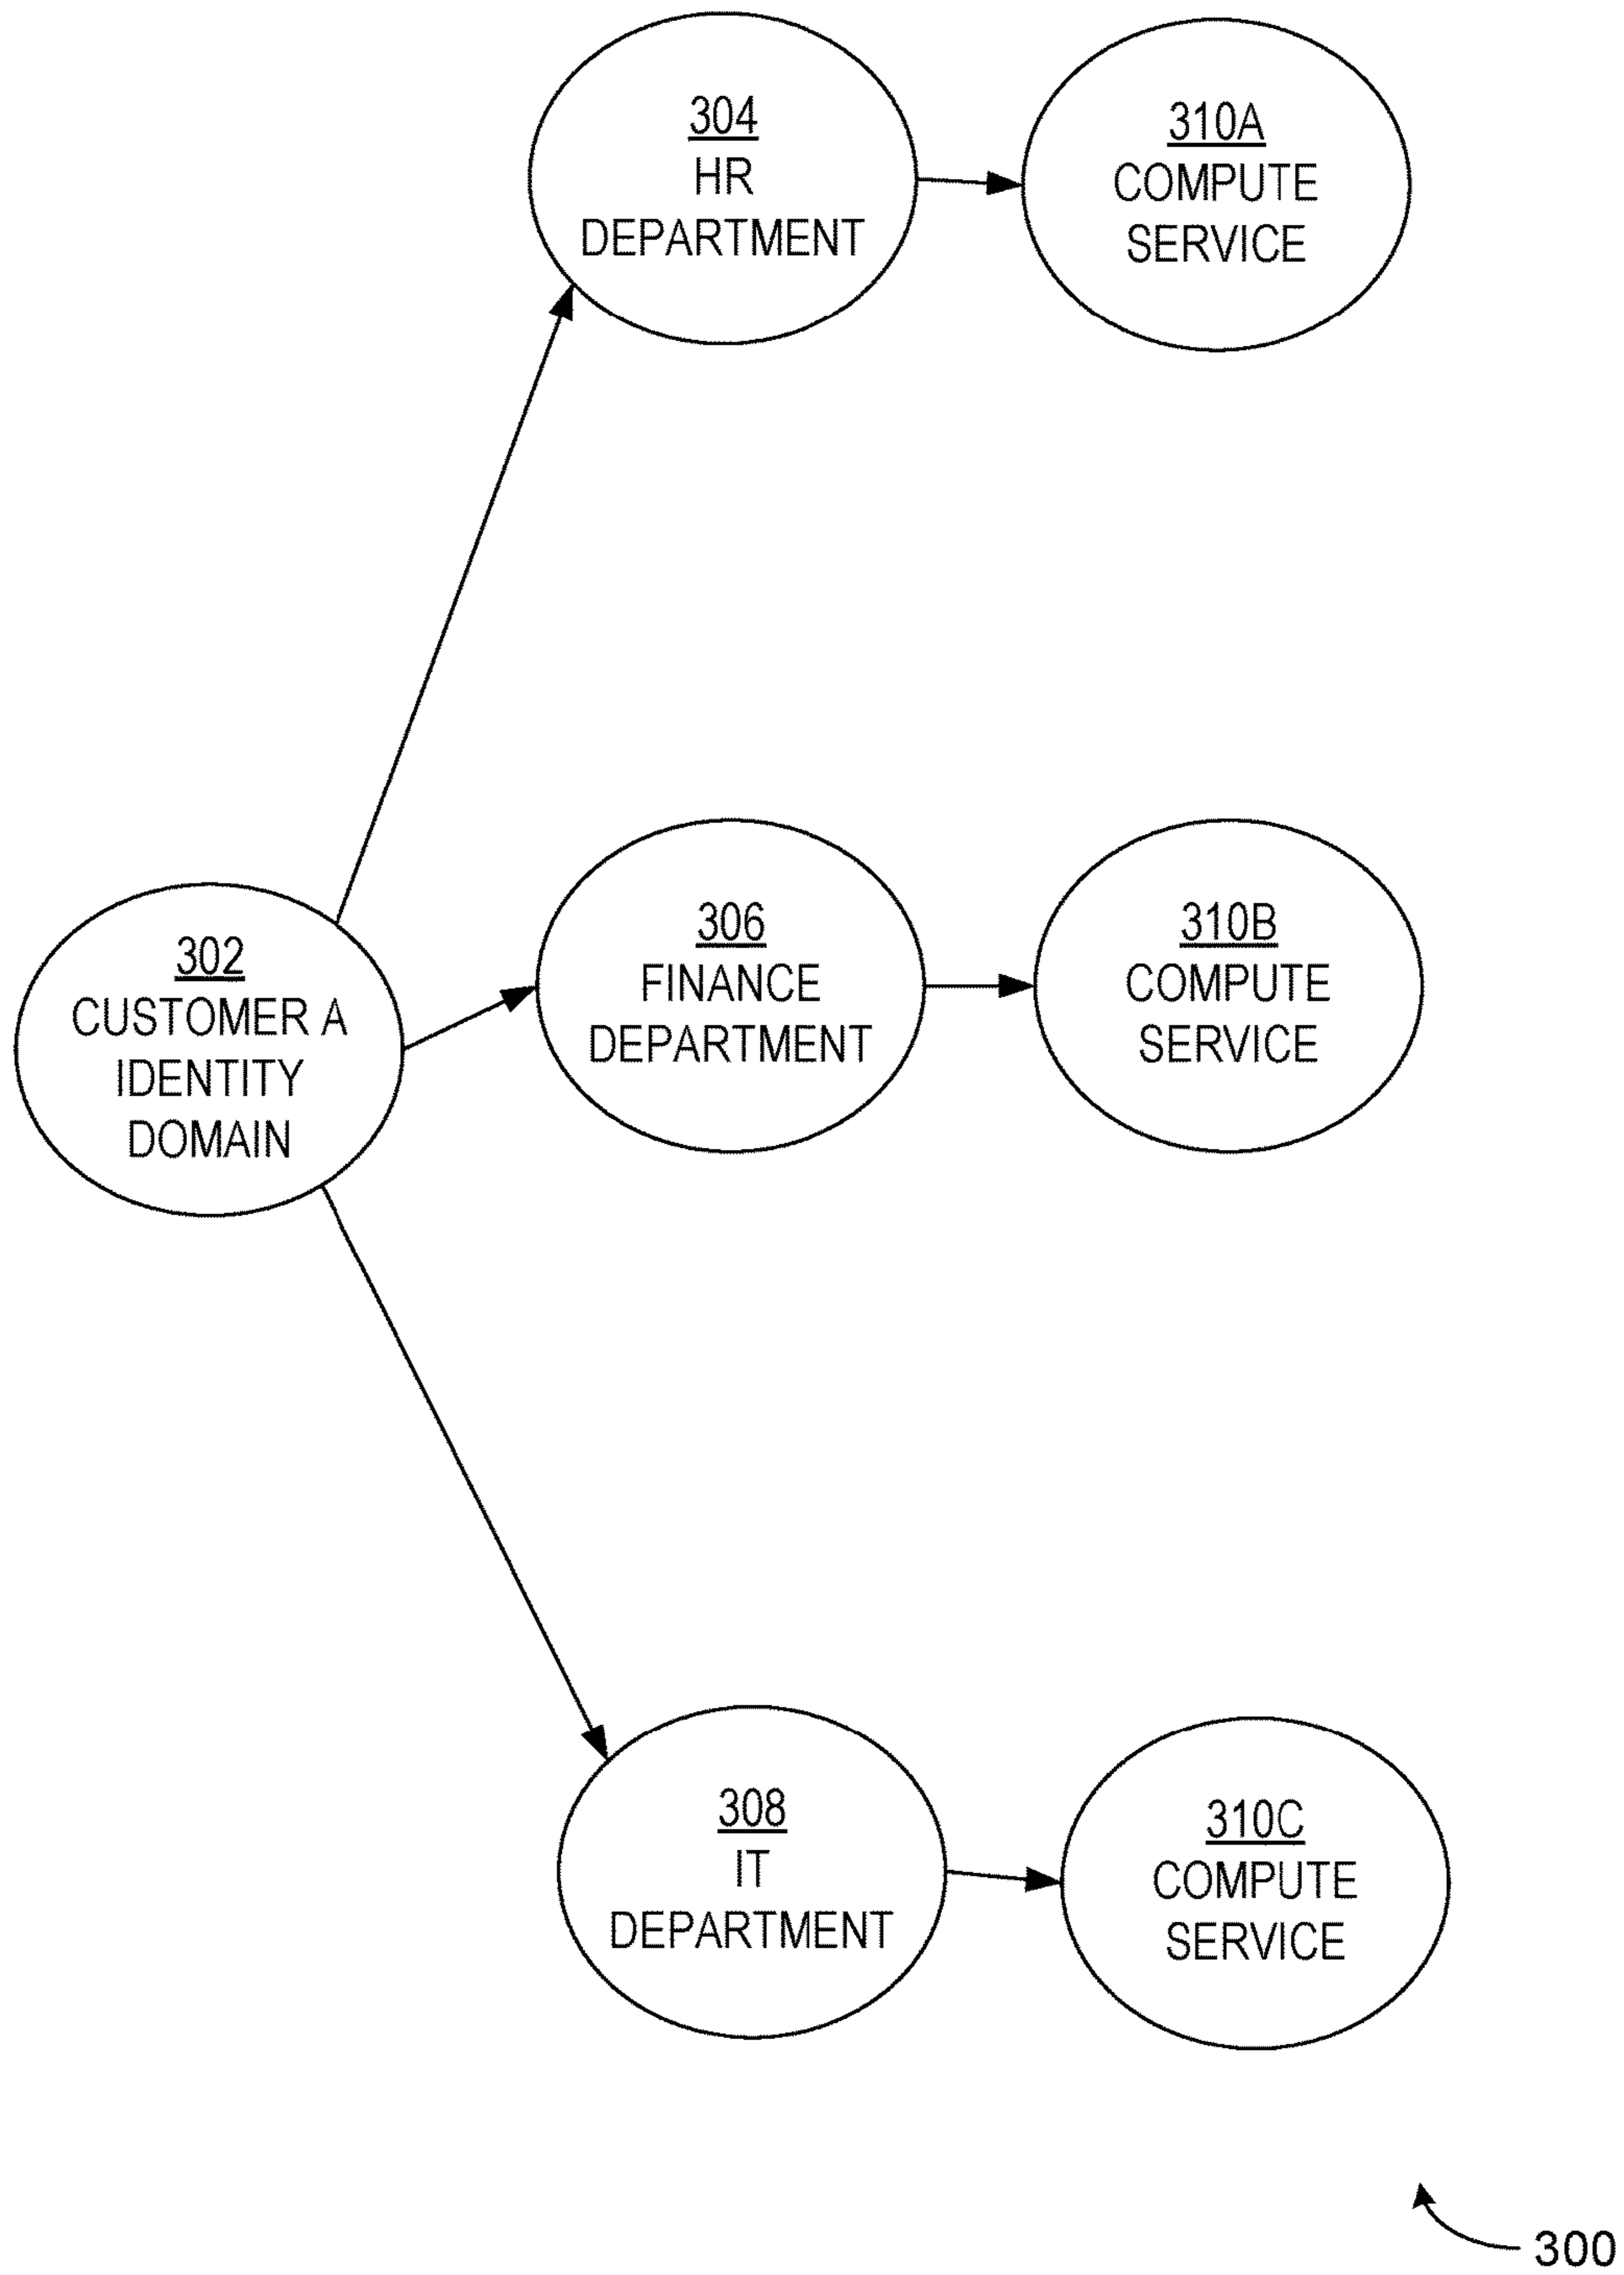 304
HR
DEPARTMENT
310A
COMPUTE
SERVICE
302
CUSTOMER A
IDENTITY
DOMAIN
306
FINANCE
DEPARTMENT
310B
COMPUTE
SERVICE
308
IT
DEPARTMENT
310C
COMPUTE
SERVICE
300